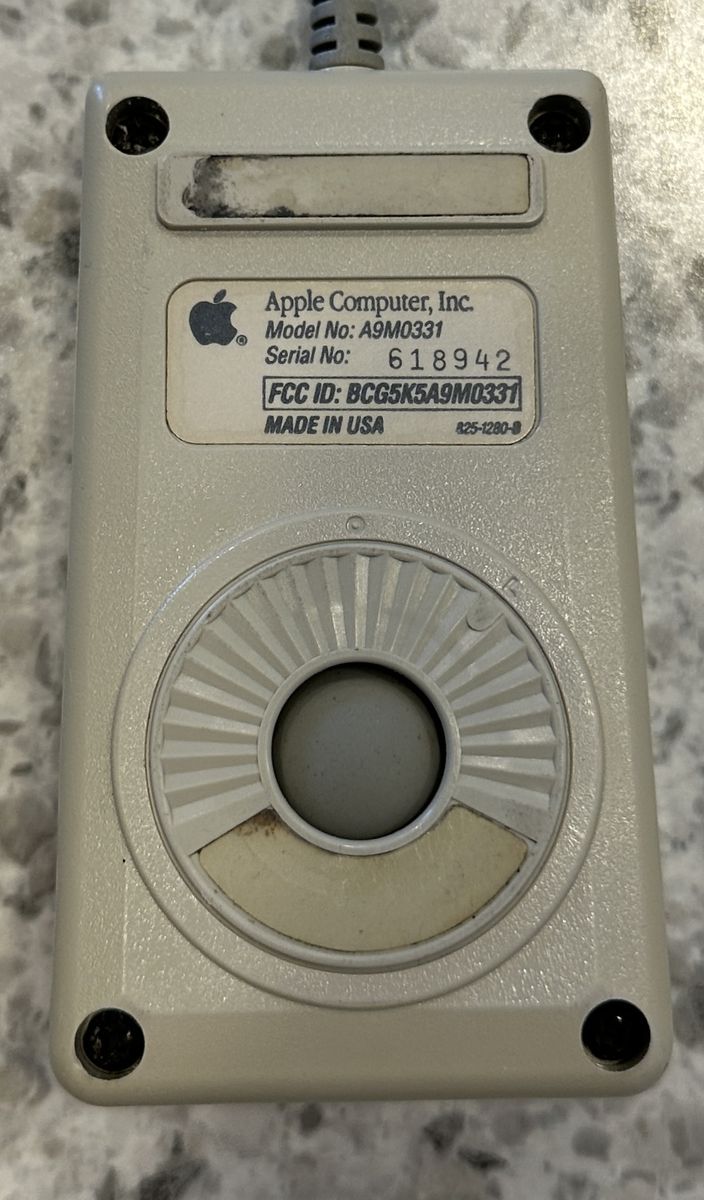 Apple Computer, Inc.
Model No: A9M0331
Serial No: 618942
FCC ID: BCG5K5A9M0331
MADE IN USA 825-1280-B